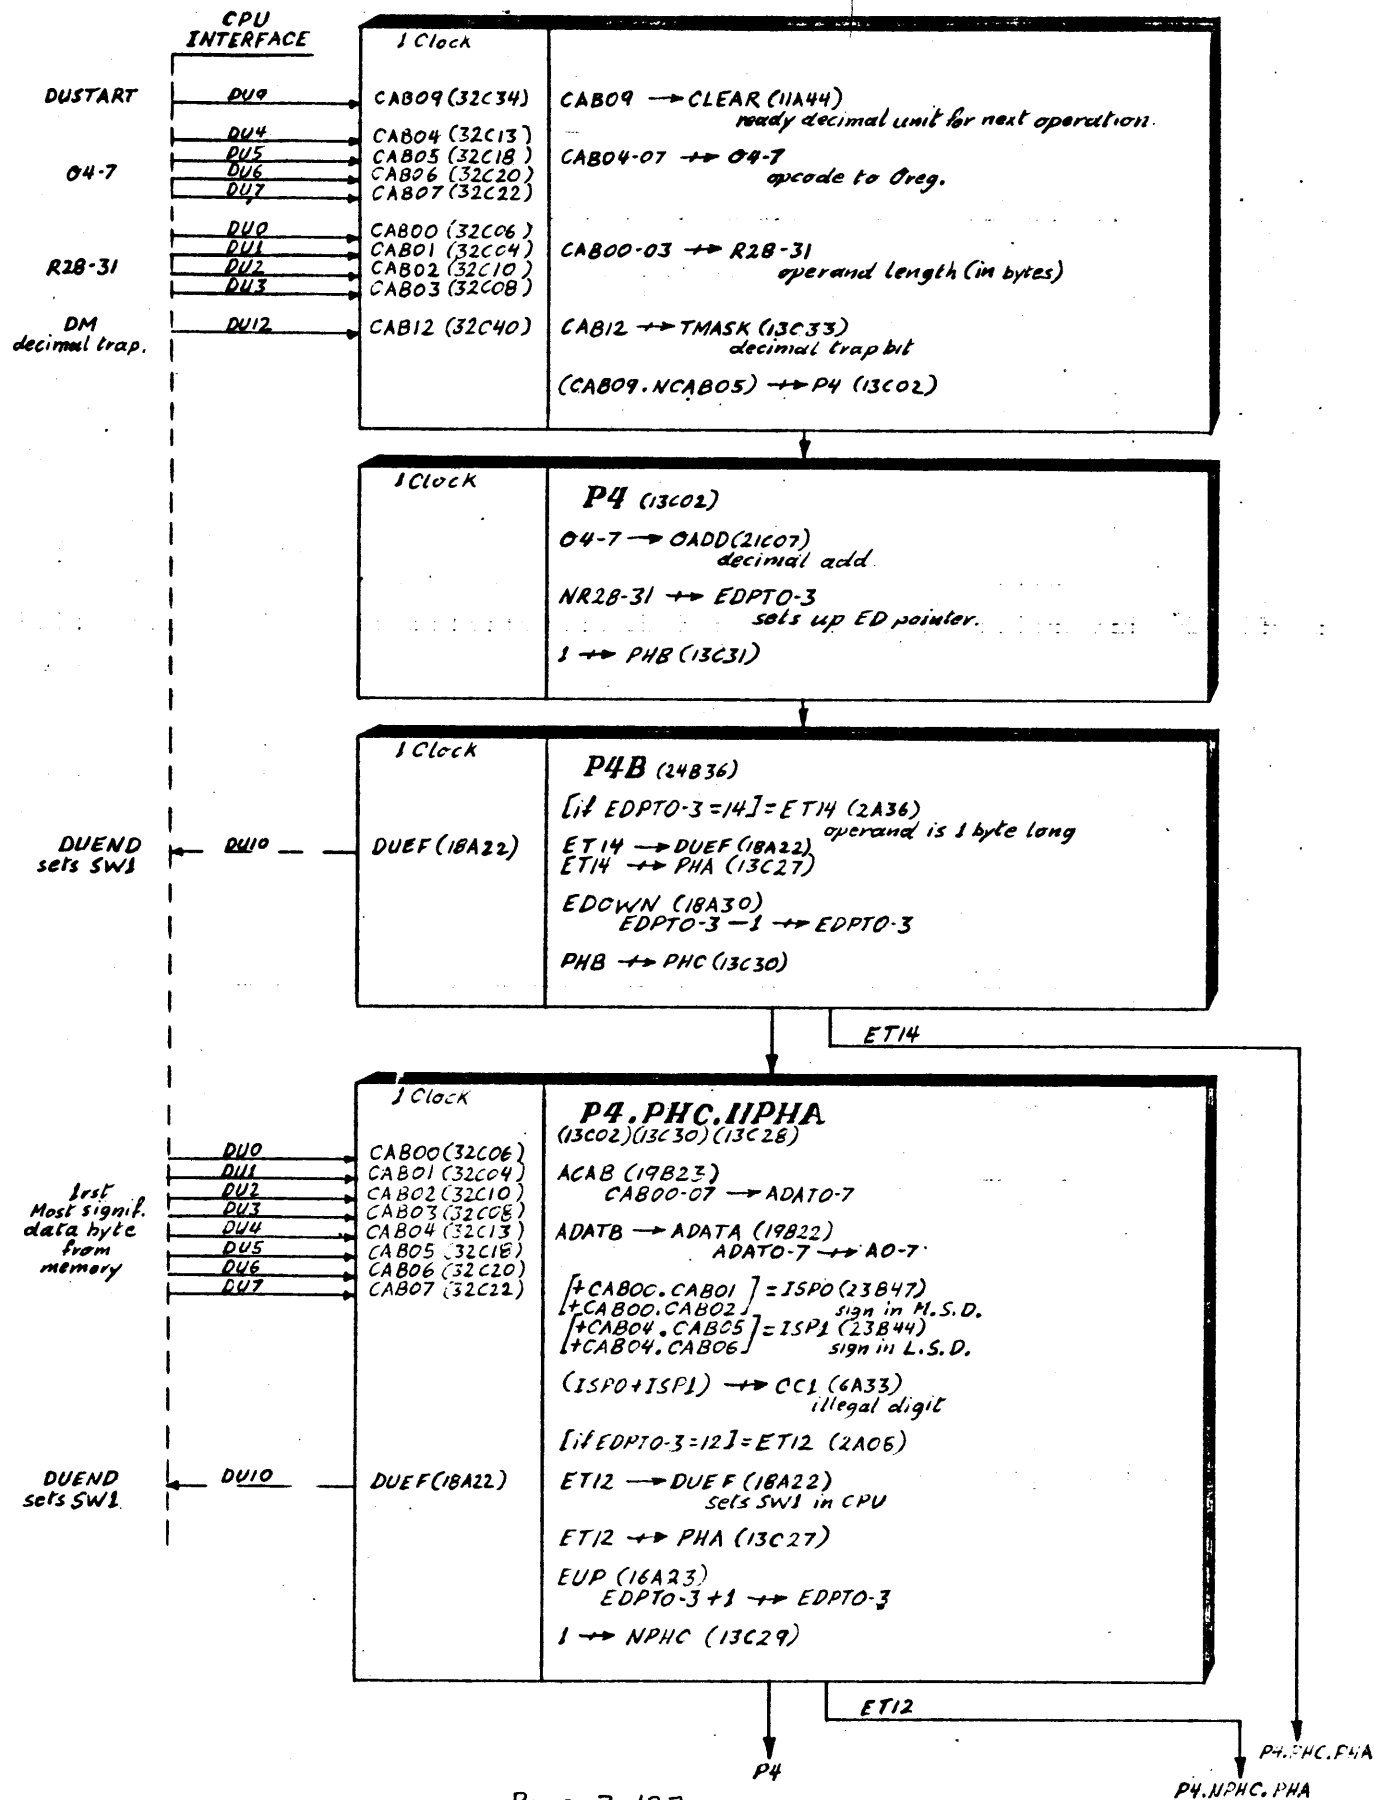 CPU
INTERFACE
1 Clock
DUSTART DU9 CAB09 (32C34) CAB09 → CLEAR (11A44)
ready decimal unit for next operation.
DU4 CAB04 (32C13)
DU5 CAB05 (32C18) CAB04-07 ↛ O4-7
O4-7 DU6 CAB06 (32C20) opcode to Oreg.
DU7 CAB07 (32C22)
DU0 CAB00 (32C06)
DU1 CAB01 (32C04) CAB00-03 ↛ R28-31
R28-31 DU2 CAB02 (32C10) operand length (in bytes)
DU3 CAB03 (32C08)
DM DU12 CAB12 (32C40) CAB12 ↛ TMASK (13C33)
decimal trap. decimal trap bit
(CAB09.NCAB05) ↛ P4 (13C02)
1 Clock
P4 (13C02)
O4-7 → OADD (21C07)
decimal add
NR28-31 ↛ EDPT0-3
sets up ED pointer.
1 ↛ PHB (13C31)
1 Clock
P4B (24B36)
[if EDPT0-3 = 14] = ET14 (2A36)
operand is 1 byte long
DUEND DU10 DUEF (18A22) ET14 → DUEF (18A22)
sets SW1 ET14 ↛ PHA (13C27)
EDOWN (18A30)
EDPT0-3 -1 ↛ EDPT0-3
PHB ↛ PHC (13C30)
ET14
1 Clock
P4.PHC.NPHA
(13C02)(13C30)(13C28)
DU0 CAB00 (32C06)
DU1 CAB01 (32C04) ACAB (19B23)
1rst DU2 CAB02 (32C10) CAB00-07 → ADAT0-7
Most signif. DU3 CAB03 (32C08)
data byte DU4 CAB04 (32C13) ADATB → ADATA (19B22)
from DU5 CAB05 (32C18) ADAT0-7 ↛ A0-7
memory DU6 CAB06 (32C20)
DU7 CAB07 (32C22) [+CAB00.CAB01] = ISP0 (23B47)
[+CAB00.CAB02] sign in M.S.D.
[+CAB04.CAB05] = ISP1 (23B44)
[+CAB04.CAB06] sign in L.S.D.
(ISP0+ISP1) ↛ CC1 (6A33)
illegal digit
[if EDPT0-3 = 12] = ET12 (2A06)
DUEND DU10 DUEF (18A22) ET12 → DUEF (18A22)
sets SW1 sets SW1 in CPU
ET12 ↛ PHA (13C27)
EUP (16A23)
EDPT0-3 +1 ↛ EDPT0-3
1 ↛ NPHC (13C29)
ET12
P4
P4.PHC.PHA
P4.NPHC.PHA